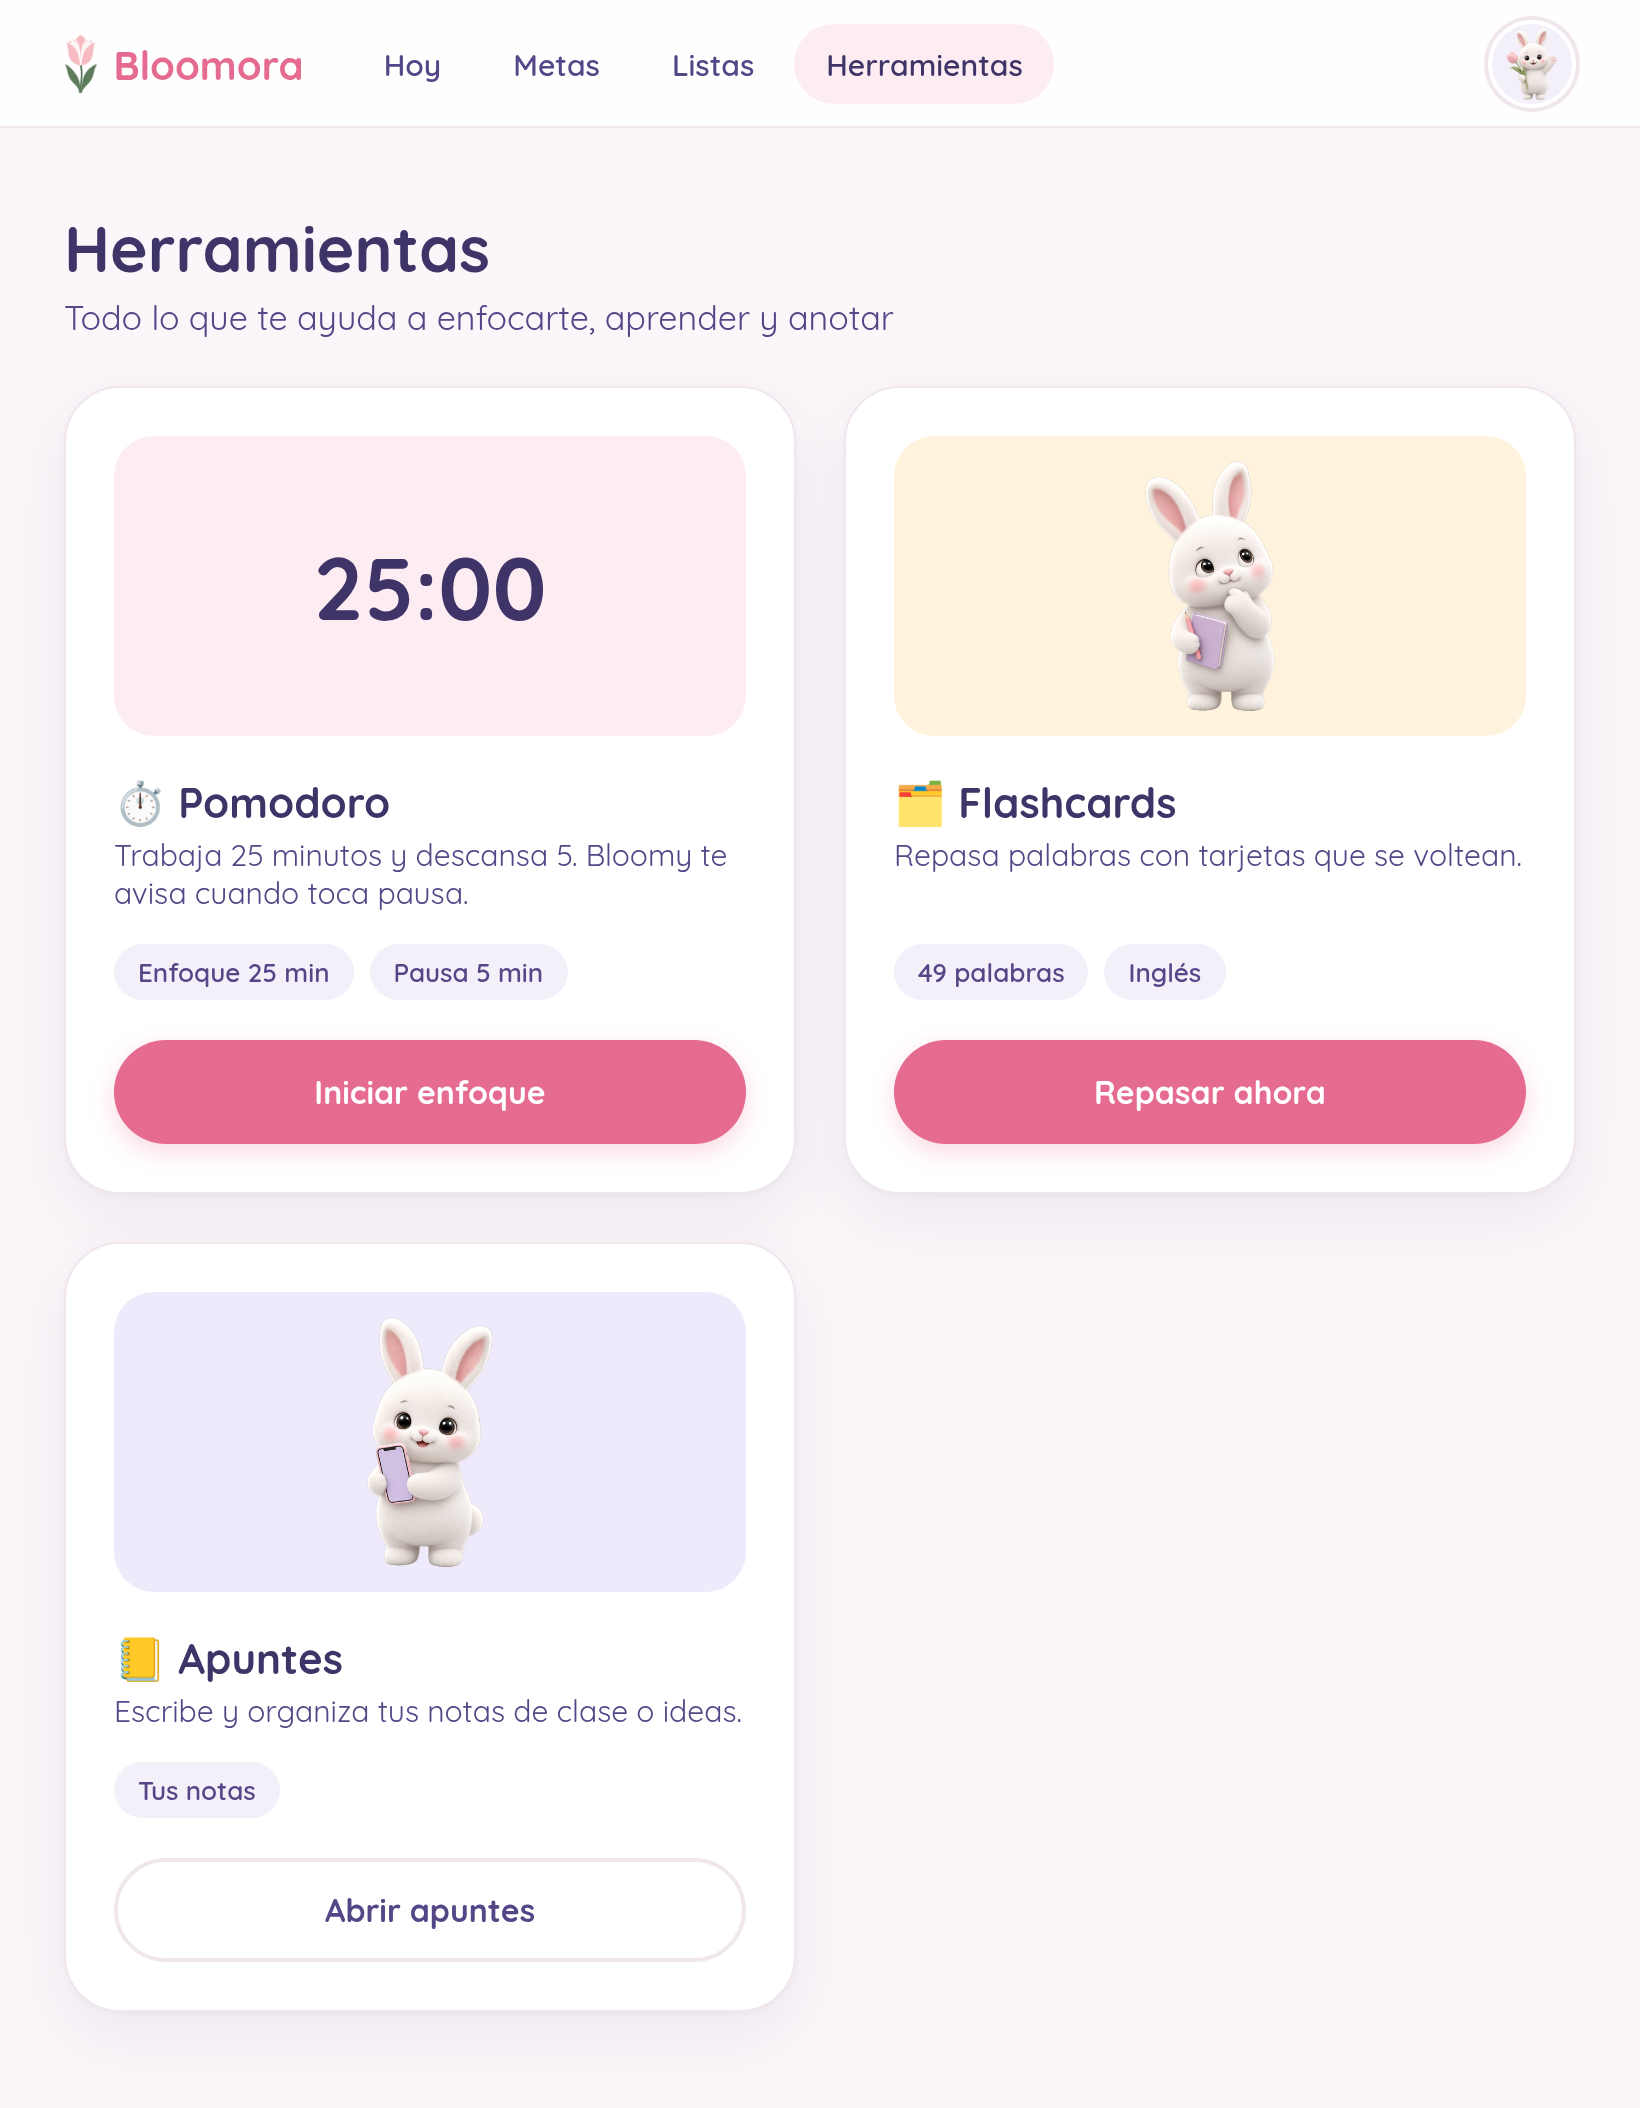 Bloomora
Hoy
Metas
Listas
Herramientas
Herramientas
Todo lo que te ayuda a enfocarte, aprender y anotar
25:00
Pomodoro
Trabaja 25 minutos y descansa 5. Bloomy te
avisa cuando toca pausa.
Enfoque 25 min
Pausa 5 min
Iniciar enfoque
Flashcards
Repasa palabras con tarjetas que se voltean.
49 palabras
Inglés
Repasar ahora
Apuntes
Escribe y organiza tus notas de clase o ideas.
Tus notas
Abrir apuntes